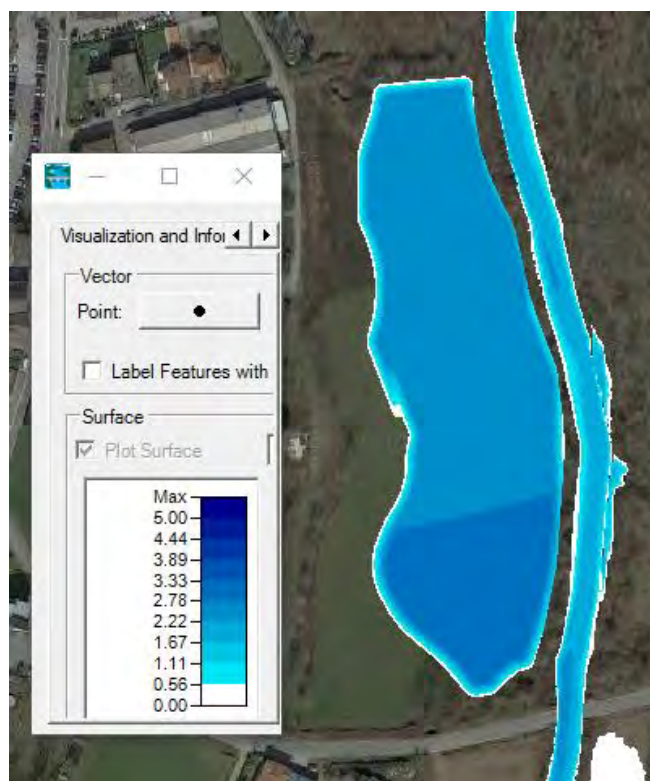 Visualization and Infor
Vector
Point:
Label Features with
Surface
Plot Surface
Max
5.00
4.44
3.89
3.33
2.78
2.22
1.67
1.11
0.56
0.00